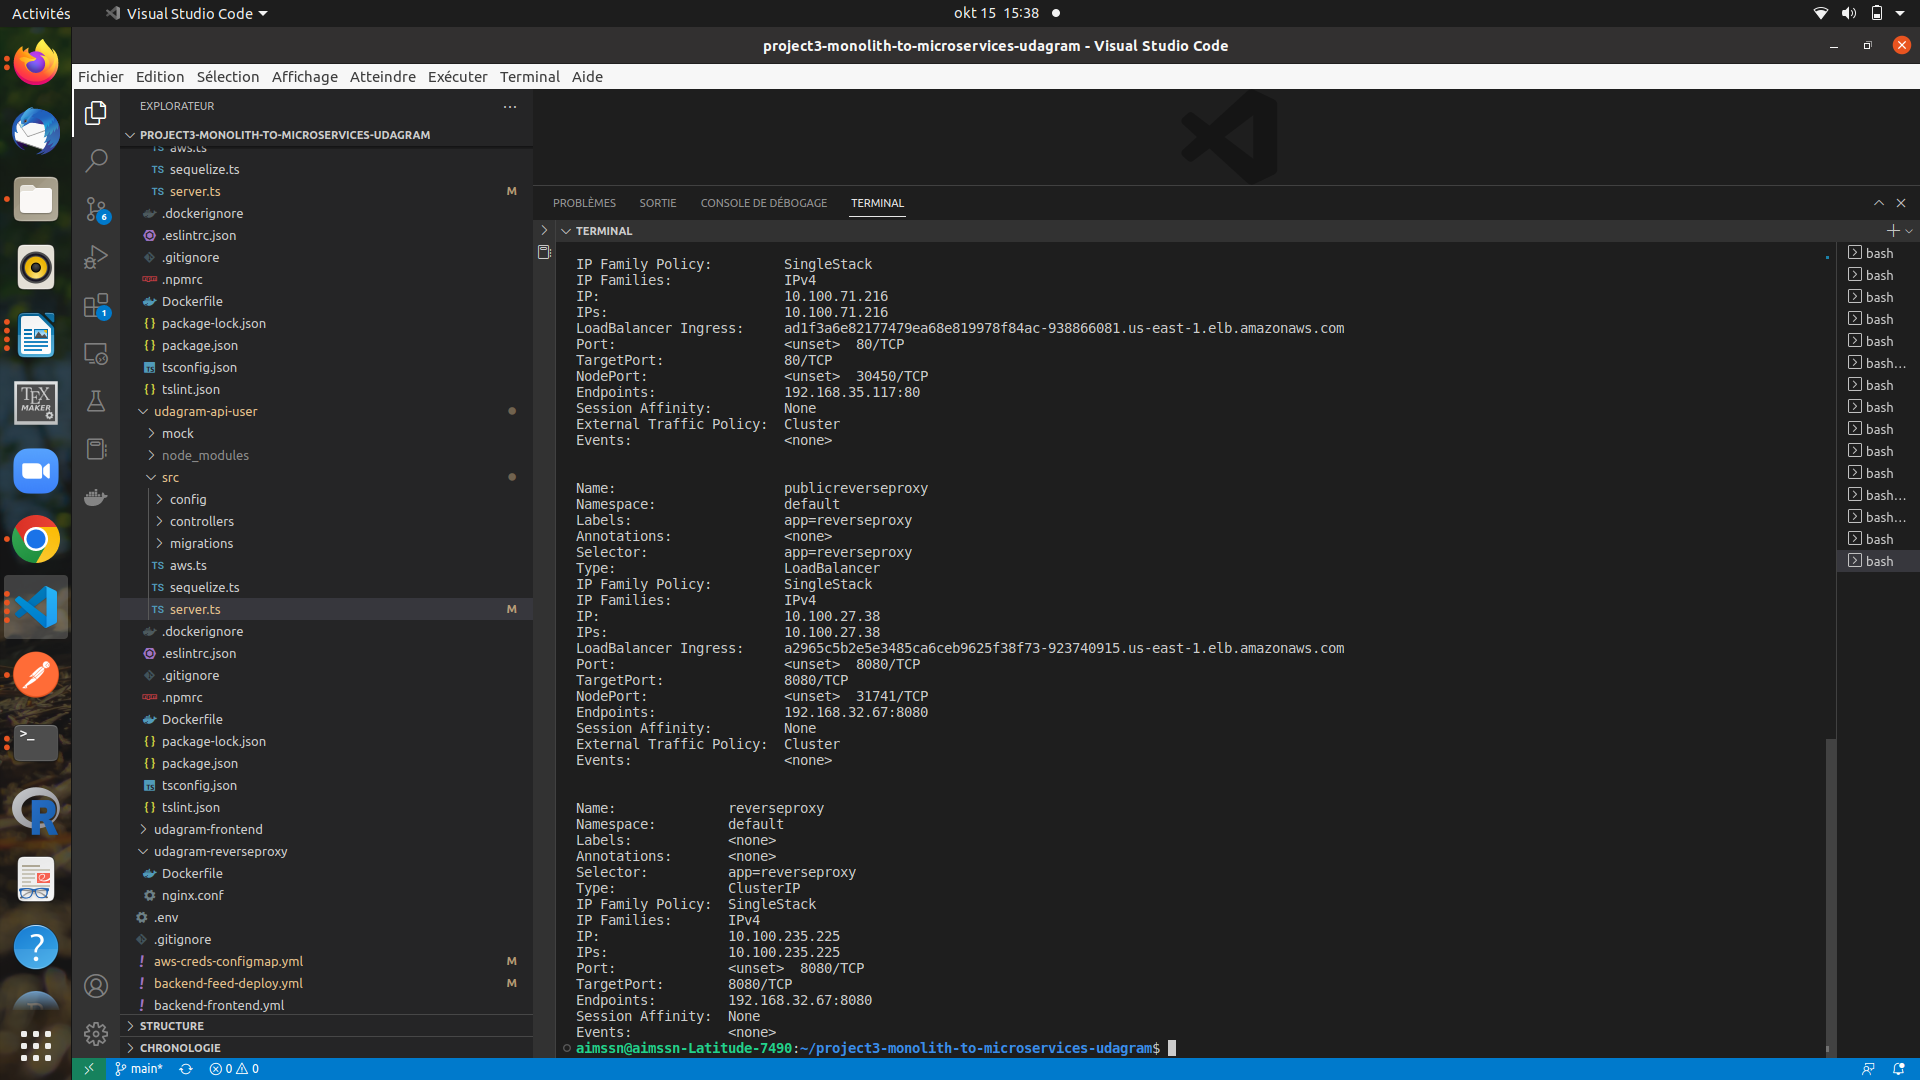 Activités
Visual Studio Code
okt 15 15:38
project3-monolith-to-microservices-udagram - Visual Studio Code
Fichier Edition Sélection Affichage Atteindre Exécuter Terminal Aide
EXPLORATEUR
PROJECT3-MONOLITH-TO-MICROSERVICES-UDAGRAM
TS aws.ts
TS sequelize.ts
TS server.ts M
.dockerignore
.eslintrc.json
.gitignore
.npmrc
Dockerfile
{} package-lock.json
{} package.json
tsconfig.json
{} tslint.json
udagram-api-user
mock
node_modules
src
config
controllers
migrations
TS aws.ts
TS sequelize.ts
TS server.ts M
.dockerignore
.eslintrc.json
.gitignore
.npmrc
Dockerfile
{} package-lock.json
{} package.json
tsconfig.json
{} tslint.json
udagram-frontend
udagram-reverseproxy
Dockerfile
nginx.conf
.env
.gitignore
! aws-creds-configmap.yml M
! backend-feed-deploy.yml M
! backend-frontend.yml
STRUCTURE
CHRONOLOGIE
6
1
TEX MAKER
PROBLÈMES SORTIE CONSOLE DE DÉBOGAGE TERMINAL
TERMINAL
IP Family Policy: SingleStack
IP Families: IPv4
IP: 10.100.71.216
IPs: 10.100.71.216
LoadBalancer Ingress: ad1f3a6e82177479ea68e819978f84ac-938866081.us-east-1.elb.amazonaws.com
Port: <unset> 80/TCP
TargetPort: 80/TCP
NodePort: <unset> 30450/TCP
Endpoints: 192.168.35.117:80
Session Affinity: None
External Traffic Policy: Cluster
Events: <none>
Name: publicreverseproxy
Namespace: default
Labels: app=reverseproxy
Annotations: <none>
Selector: app=reverseproxy
Type: LoadBalancer
IP Family Policy: SingleStack
IP Families: IPv4
IP: 10.100.27.38
IPs: 10.100.27.38
LoadBalancer Ingress: a2965c5b2e5e3485ca6ceb9625f38f73-923740915.us-east-1.elb.amazonaws.com
Port: <unset> 8080/TCP
TargetPort: 8080/TCP
NodePort: <unset> 31741/TCP
Endpoints: 192.168.32.67:8080
Session Affinity: None
External Traffic Policy: Cluster
Events: <none>
Name: reverseproxy
Namespace: default
Labels: <none>
Annotations: <none>
Selector: app=reverseproxy
Type: ClusterIP
IP Family Policy: SingleStack
IP Families: IPv4
IP: 10.100.235.225
IPs: 10.100.235.225
Port: <unset> 8080/TCP
TargetPort: 8080/TCP
Endpoints: 192.168.32.67:8080
Session Affinity: None
Events: <none>
aimssn@aimssn-Latitude-7490:~/project3-monolith-to-microservices-udagram$
bash
bash
bash
bash
bash
bash...
bash
bash
bash
bash
bash
bash...
bash...
bash
bash
main* 0 0